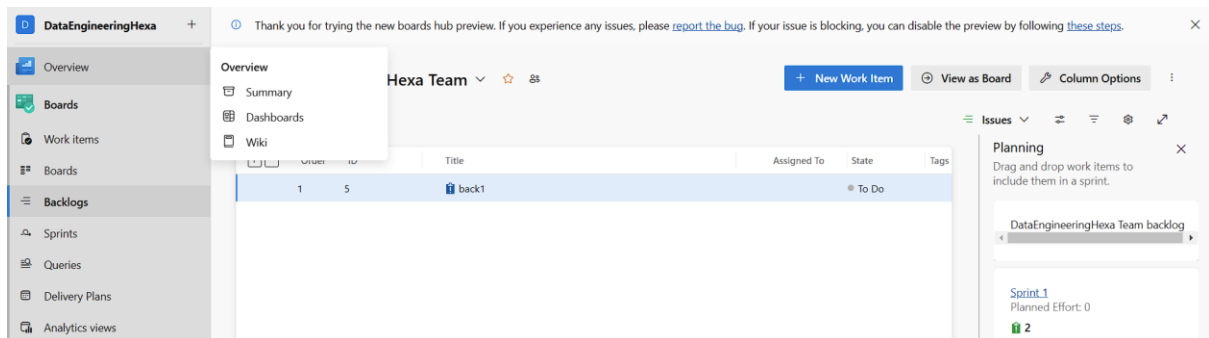 D DataEngineeringHexa +
Thank you for trying the new boards hub preview. If you experience any issues, please report the bug. If your issue is blocking, you can disable the preview by following these steps.
Overview
Boards
Work items
Boards
Backlogs
Sprints
Queries
Delivery Plans
Analytics views
Overview
Summary
Dashboards
Wiki
Hexa Team
+ New Work Item
View as Board
Column Options
Issues
Order ID Title Assigned To State Tags
1 5 back1 To Do
Planning
Drag and drop work items to
include them in a sprint.
DataEngineeringHexa Team backlog
Sprint 1
Planned Effort: 0
2